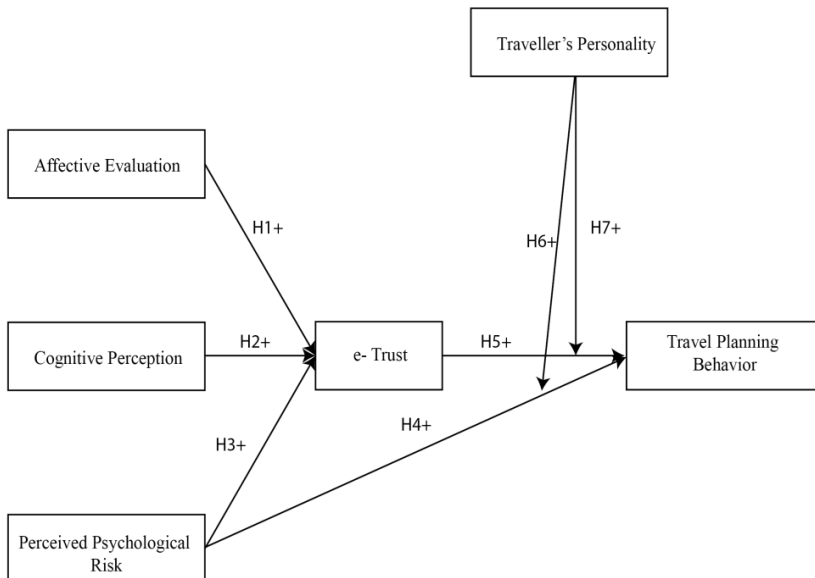 Traveller's Personality
Affective Evaluation
H1+
H6+
H7+
Cognitive Perception
H2+
e- Trust
H5+
Travel Planning
Behavior
H3+
H4+
Perceived Psychological
Risk